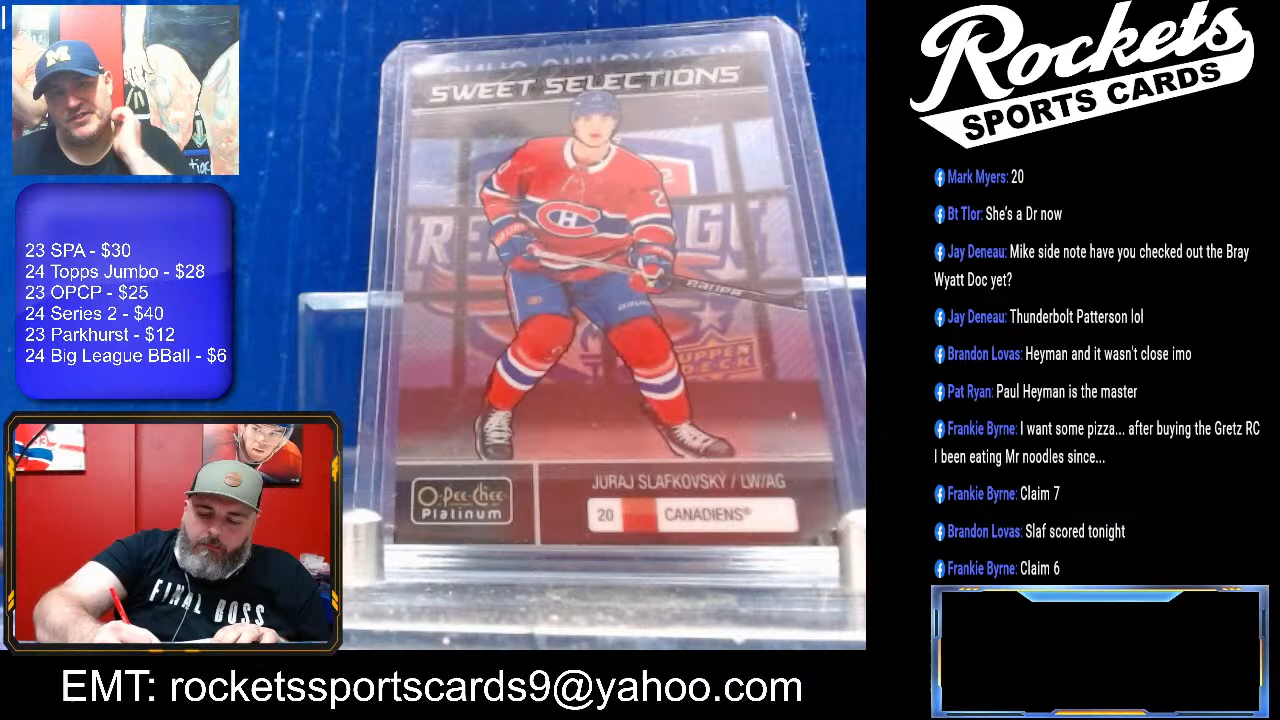 SWEET SELECTIONS
JURAJ SLAFKOVSKÝ / LW/AG
20 CANADIENS®
O-Pee-Chee
Platinum
UPPER
DECK
BAUER
23 SPA - $30
24 Topps Jumbo - $28
23 OPCP - $25
24 Series 2 - $40
23 Parkhurst - $12
24 Big League BBall - $6
FINAL BOSS
Rockets
SPORTS CARDS
Mark Myers: 20
Bt Tlor: She's a Dr now
Jay Deneau: Mike side note have you checked out the Bray
Wyatt Doc yet?
Jay Deneau: Thunderbolt Patterson lol
Brandon Lovas: Heyman and it wasn't close imo
Pat Ryan: Paul Heyman is the master
Frankie Byrne: I want some pizza... after buying the Gretz RC
I been eating Mr noodles since...
Frankie Byrne: Claim 7
Brandon Lovas: Slaf scored tonight
Frankie Byrne: Claim 6
EMT: rocketssportscards9@yahoo.com